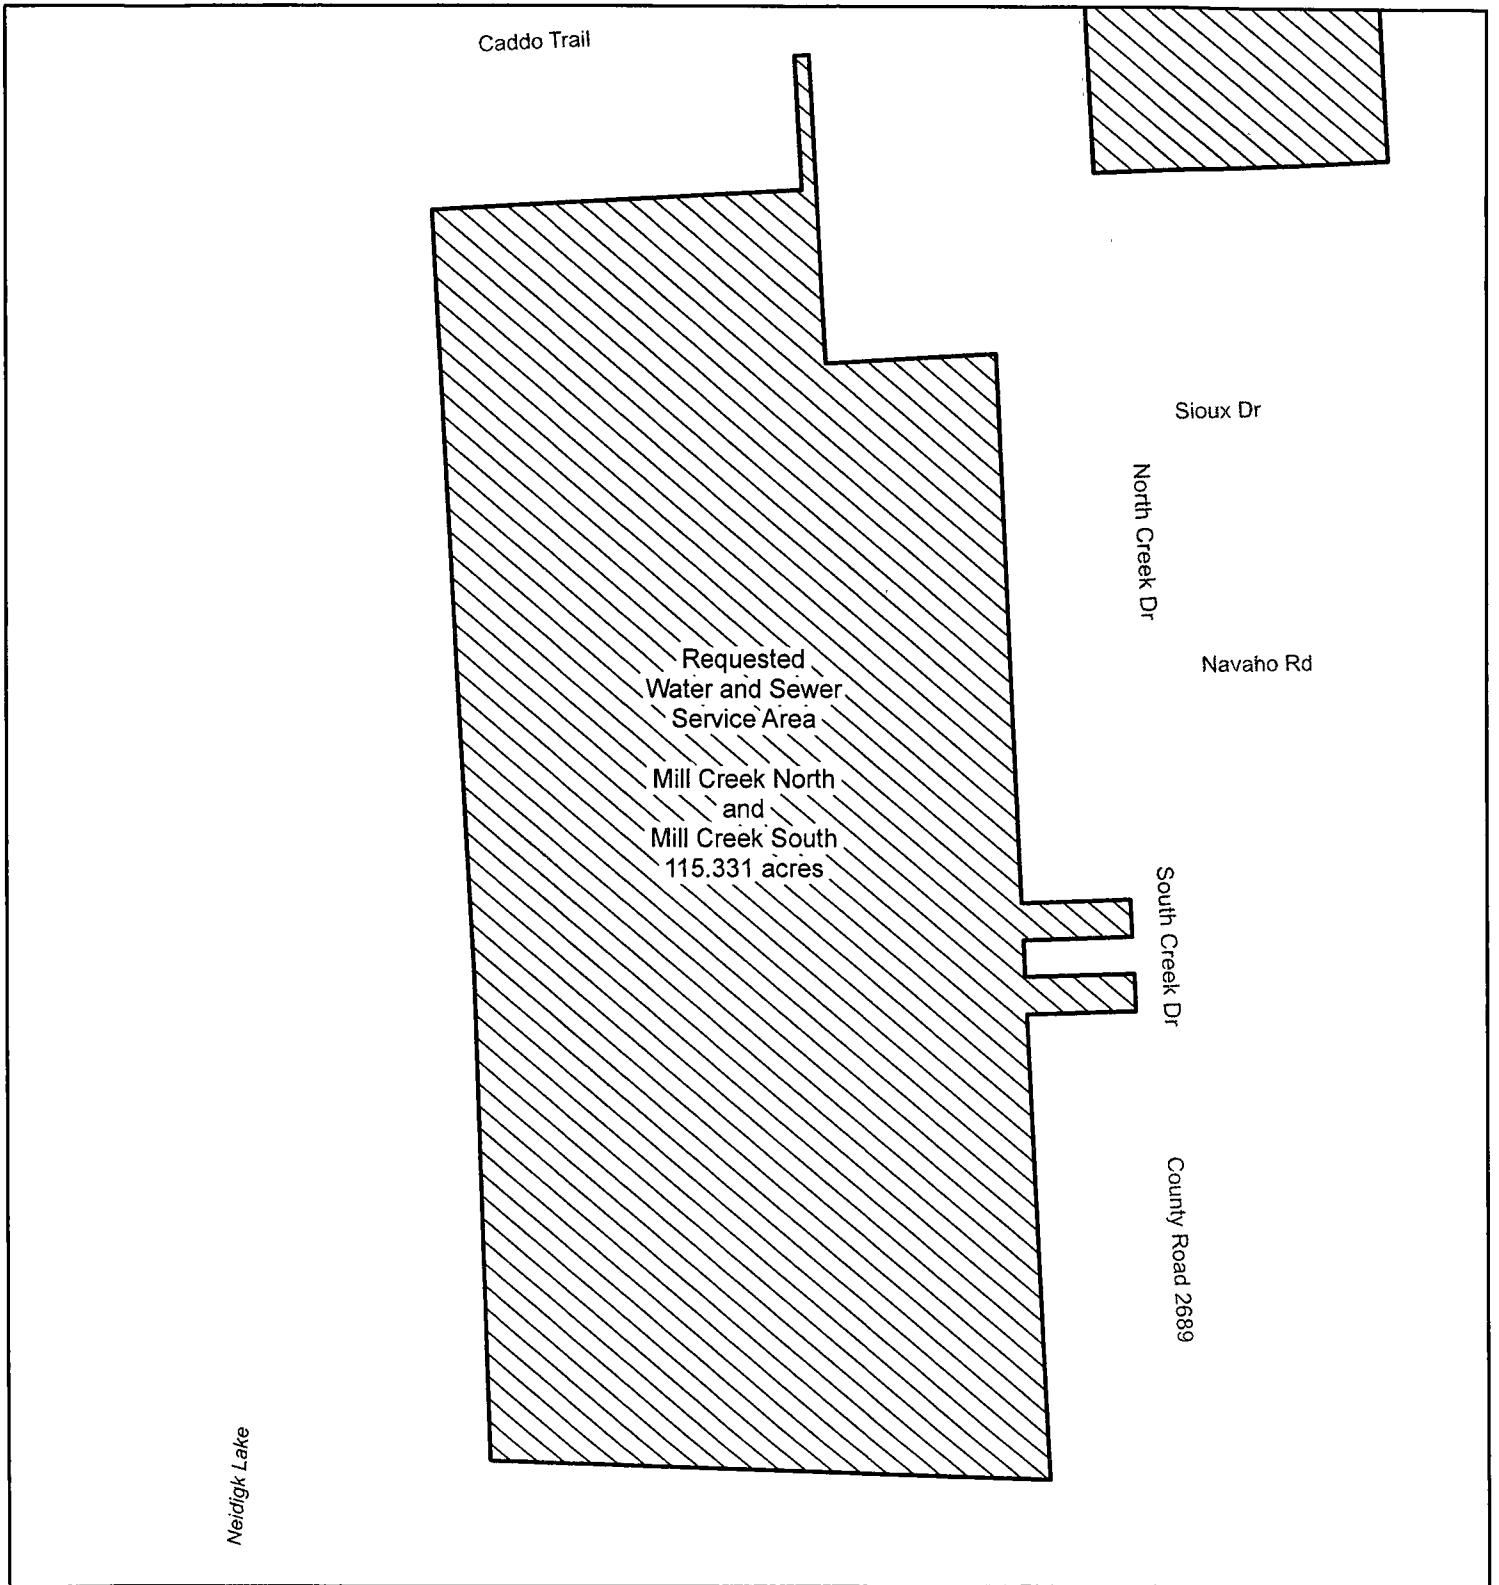 Caddo Trail
Sioux Dr
North Creek Dr
Navaho Rd
Requested
Water and Sewer
Service Area
Mill Creek North
and
Mill Creek South
115.331 acres
South Creek Dr
County Road 2689
Neidigk Lake